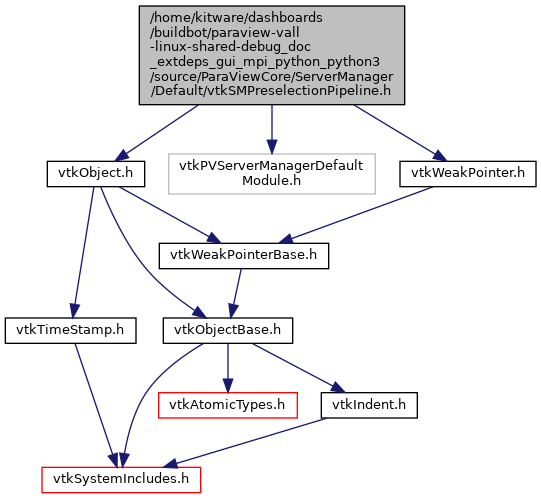 /home/kitware/dashboards
/buildbot/paraview-vall
-linux-shared-debug_doc
_extdeps_gui_mpi_python_python3
/source/ParaViewCore/ServerManager
/Default/vtkSMPreselectionPipeline.h
vtkObject.h
vtkPVServerManagerDefault
Module.h
vtkWeakPointer.h
vtkWeakPointerBase.h
vtkTimeStamp.h
vtkObjectBase.h
vtkAtomicTypes.h
vtkIndent.h
vtkSystemIncludes.h